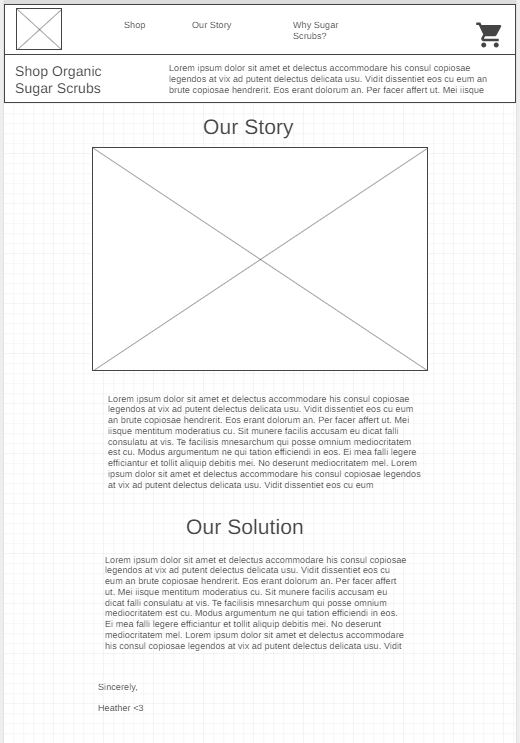 Shop
Our Story
Why Sugar
Scrubs?
Shop Organic
Sugar Scrubs
Lorem ipsum dolor sit amet et delectus accommodare his consul copiosae
legendos at vix ad putent delectus delicata usu. Vidit dissentiet eos cu eum an
brute copiosae hendrerit. Eos erant dolorum an. Per facer affert ut. Mei iisque
Our Story
Lorem ipsum dolor sit amet et delectus accommodare his consul copiosae
legendos at vix ad putent delectus delicata usu. Vidit dissentiet eos cu eum
an brute copiosae hendrerit. Eos erant dolorum an. Per facer affert ut. Mei
iisque mentitum moderatius cu. Sit munere facilis accusam eu dicat falli
consulatu at vis. Te facilisis mnesarchum qui posse omnium mediocritatem
est cu. Modus argumentum ne qui tation efficiendi in eos. Ei mea falli legere
efficiantur et tollit aliquip debitis mei. No deserunt mediocritatem mel. Lorem
ipsum dolor sit amet et delectus accommodare his consul copiosae legendos
at vix ad putent delectus delicata usu. Vidit dissentiet eos cu eum
Our Solution
Lorem ipsum dolor sit amet et delectus accommodare his consul copiosae
legendos at vix ad putent delectus delicata usu. Vidit dissentiet eos cu
eum an brute copiosae hendrerit. Eos erant dolorum an. Per facer affert
ut. Mei iisque mentitum moderatius cu. Sit munere facilis accusam eu
dicat falli consulatu at vis. Te facilisis mnesarchum qui posse omnium
mediocritatem est cu. Modus argumentum ne qui tation efficiendi in eos.
Ei mea falli legere efficiantur et tollit aliquip debitis mei. No deserunt
mediocritatem mel. Lorem ipsum dolor sit amet et delectus accommodare
his consul copiosae legendos at vix ad putent delectus delicata usu. Vidit
Sincerely,
Heather <3